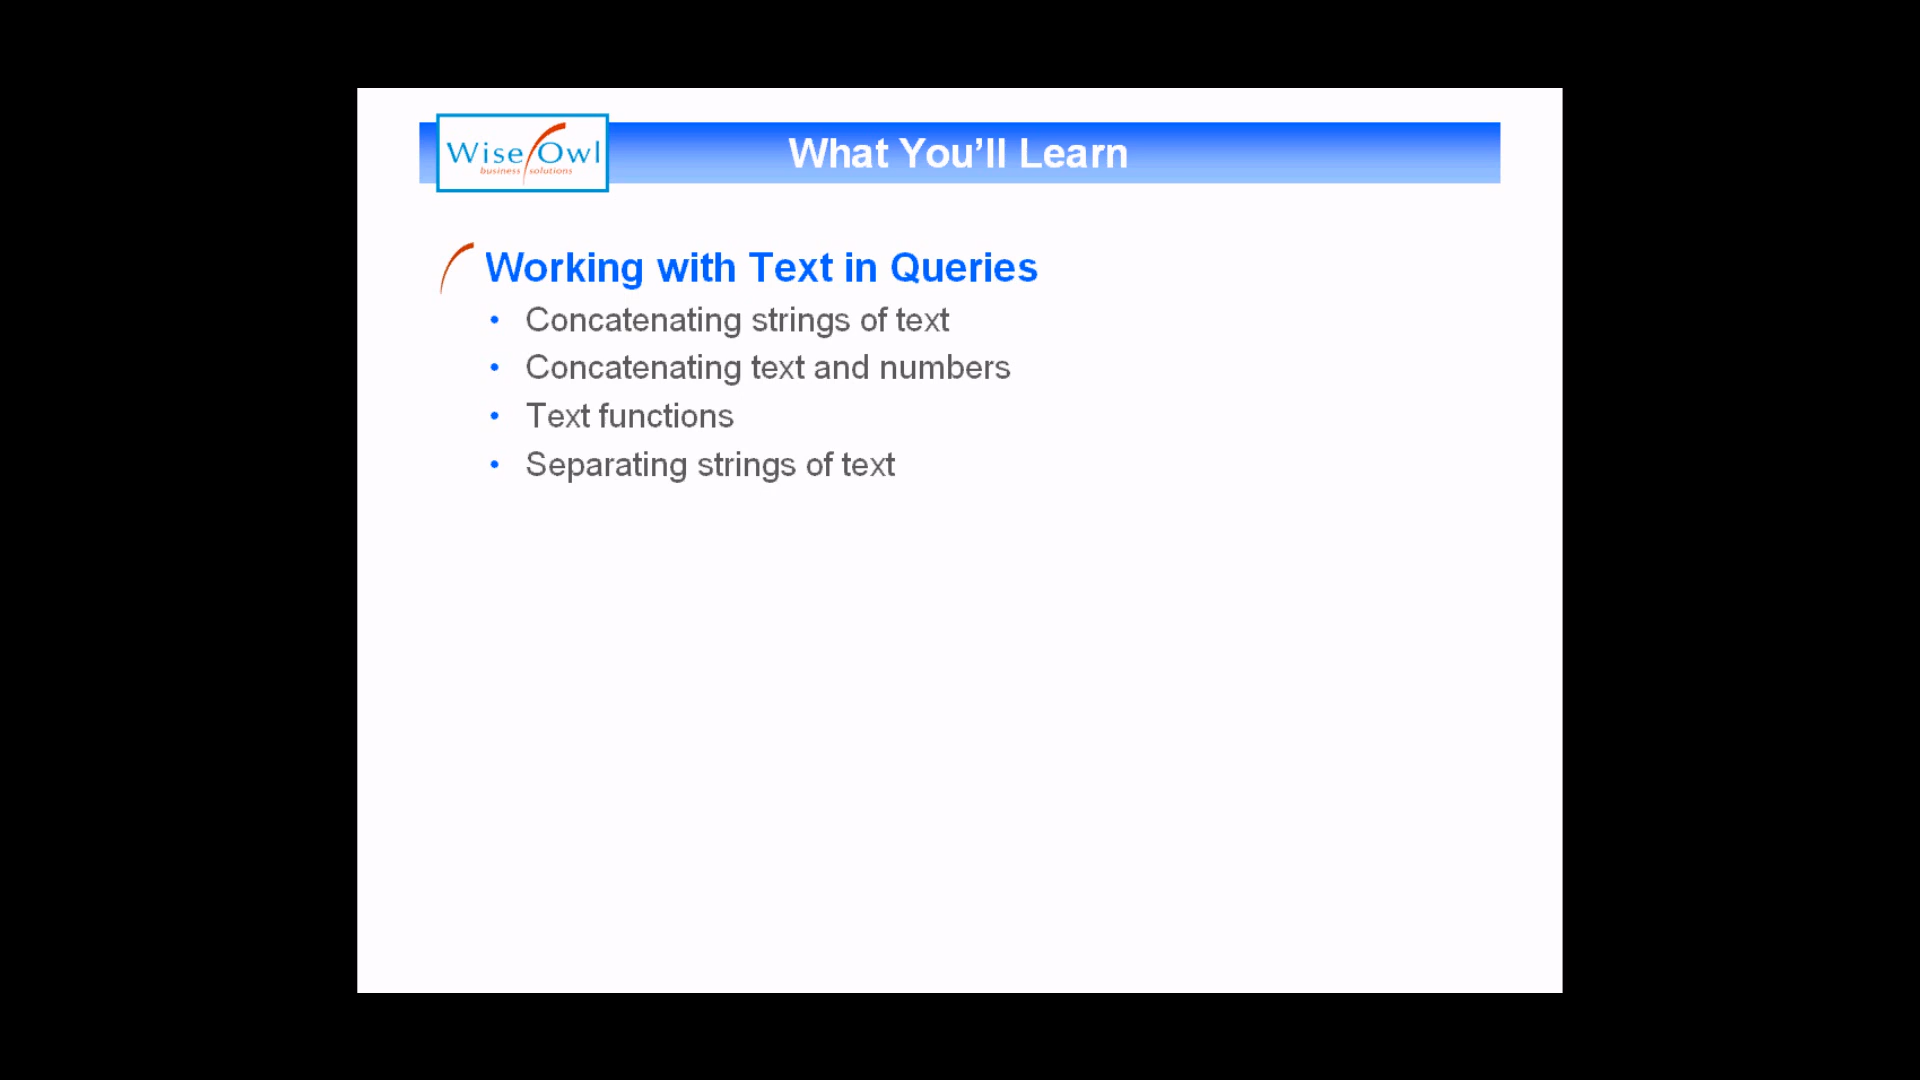 Wise Owl
business solutions
What You’ll Learn
Working with Text in Queries
• Concatenating strings of text
• Concatenating text and numbers
• Text functions
• Separating strings of text